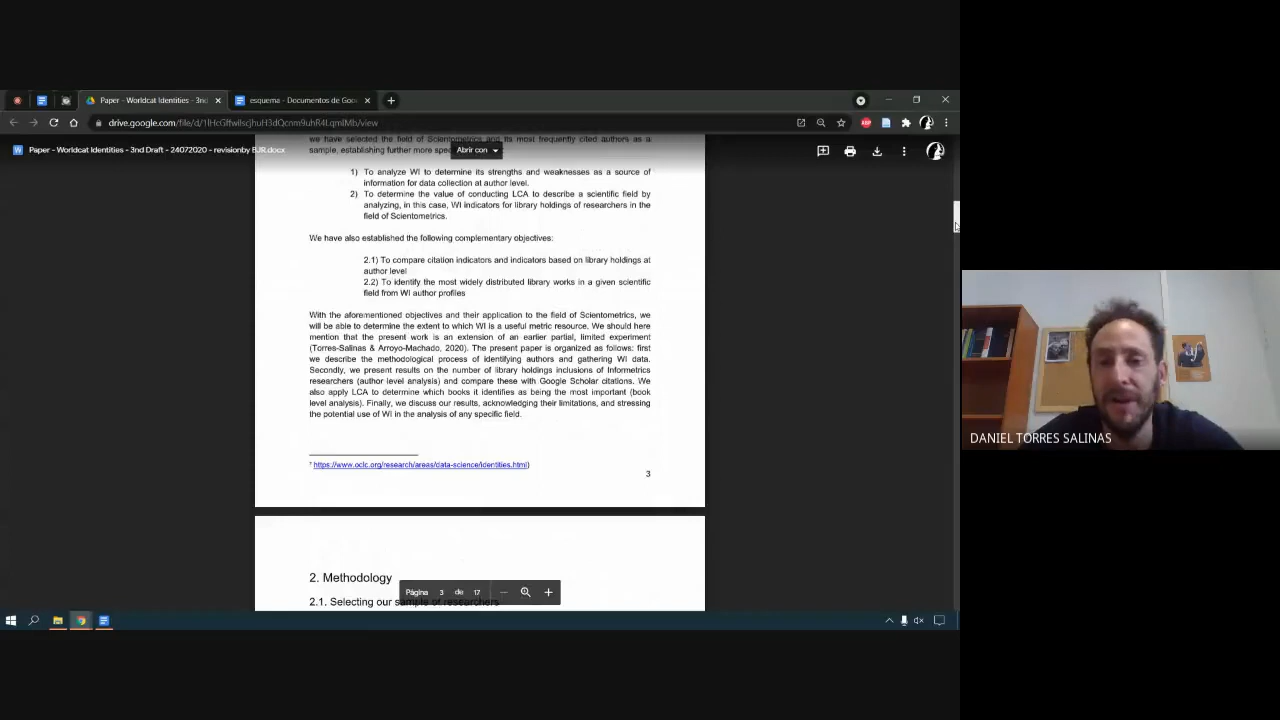 Paper - Worldcat Identities - 3nd
esquema - Documentos de Goo
drive.google.com/file/d/
we have selected the field of Scientometrics and its most frequently cited authors as a
Paper - Worldcat Identities - 3nd Draft - 24072020 - revisionby BJR.docx
sample, establishing further more
Abrir con
1) To analyze WI to determine its strengths and weaknesses as a source of
information for data collection at author level.
2) To determine the value of conducting LCA to describe a scientific field by
analyzing, in this case, WI indicators for library holdings of researchers in the
field of Scientometrics.
We have also established the following complementary objectives:
2.1) To compare citation indicators and indicators based on library holdings at
author level
2.2) To identify the most widely distributed library works in a given scientific
field from WI author profiles
With the aforementioned objectives and their application to the field of Scientometrics, we
will be able to determine the extent to which WI is a useful metric resource. We should here
mention that the present work is an extension of an earlier partial, limited experiment
(Torres-Salinas & Arroyo-Machado, 2020). The present paper is organized as follows: first
we describe the methodological process of identifying authors and gathering WI data.
Secondly, we present results on the number of library holdings inclusions of Informetrics
researchers (author level analysis) and compare these with Google Scholar citations. We
also apply LCA to determine which books it identifies as being the most important (book
level analysis). Finally, we discuss our results, acknowledging their limitations, and stressing
the potential use of WI in the analysis of any specific field.
https://www.oclc.org/research/areas/data-science/identities.html)
3
2. Methodology
Página 3 de 17
2.1. Selecting our sample of researchers
DANIEL TORRES SALINAS